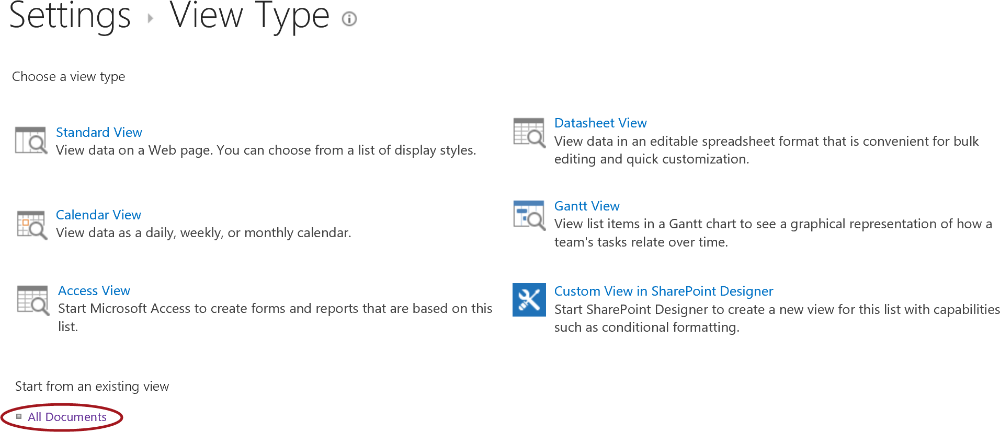 Settings ▸ View Type
Choose a view type
Standard View
View data on a Web page. You can choose from a list of display styles.
Datasheet View
View data in an editable spreadsheet format that is convenient for bulk
editing and quick customization.
Calendar View
View data as a daily, weekly, or monthly calendar.
Gantt View
View list items in a Gantt chart to see a graphical representation of how a
team's tasks relate over time.
Access View
Start Microsoft Access to create forms and reports that are based on this
list.
Custom View in SharePoint Designer
Start SharePoint Designer to create a new view for this list with capabilities
such as conditional formatting.
Start from an existing view
All Documents